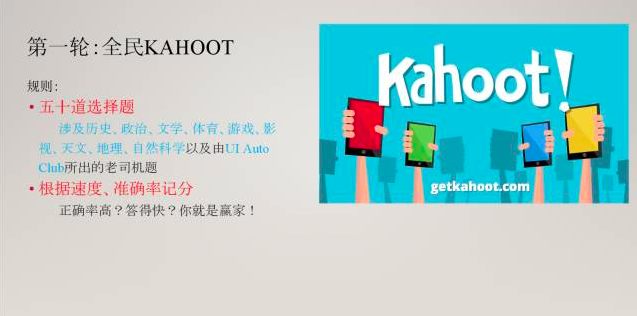 第一轮：全民KAHOOT
规则：
• 五十道选择题
涉及历史、政治、文学、体育、游戏、影
视、天文、地理、自然科学以及由UI Auto
Club所出的老司机题
• 根据速度、准确率记分
正确率高？答得快？你就是赢家！
Kahoot!
getkahoot.com